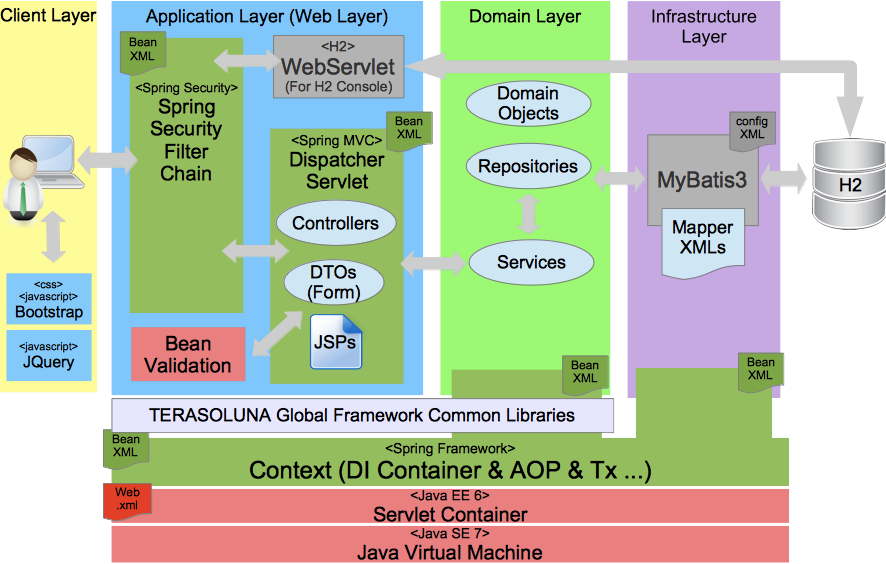 Client Layer
Application Layer (Web Layer)
Domain Layer
Infrastructure
Layer
Bean
XML
<Spring Security>
Spring
Security
Filter
Chain
<H2>
WebServlet
(For H2 Console)
Bean
XML
<Spring MVC>
Dispatcher
Servlet
Controllers
DTOs
(Form)
JSPs
Bean
Validation
Domain
Objects
Repositories
Services
Bean
XML
config
XML
MyBatis3
Mapper
XMLs
Bean
XML
H2
<css>
<javascript>
Bootstrap
<javascript>
JQuery
TERASOLUNA Global Framework Common Libraries
Bean
XML
<Spring Framework>
Context (DI Container & AOP & Tx ...)
Web
.xml
<Java EE 6>
Servlet Container
<Java SE 7>
Java Virtual Machine